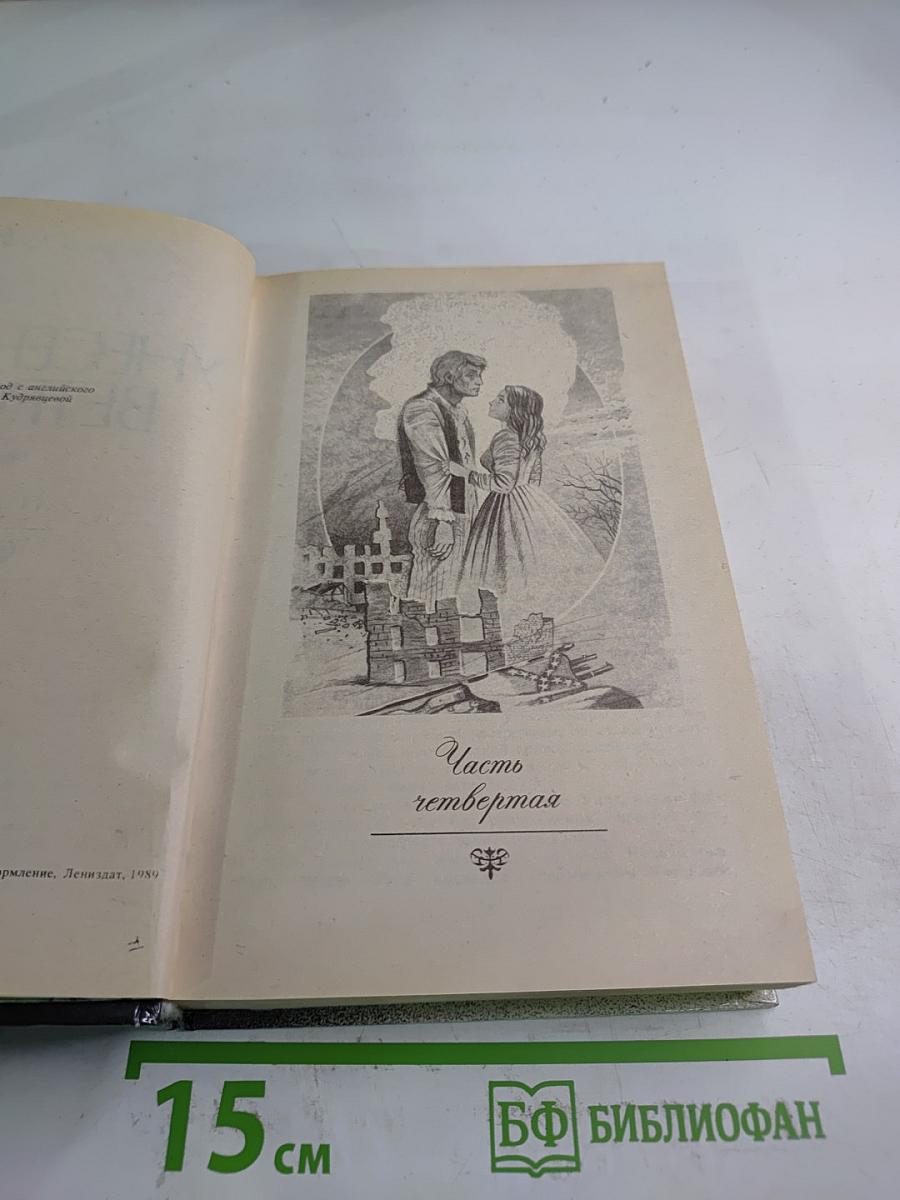 од с английского
Кудрявцевой
рмление, Лениздат, 1989
Часть
четвертая
15 см
БФ БИБЛИОФАН